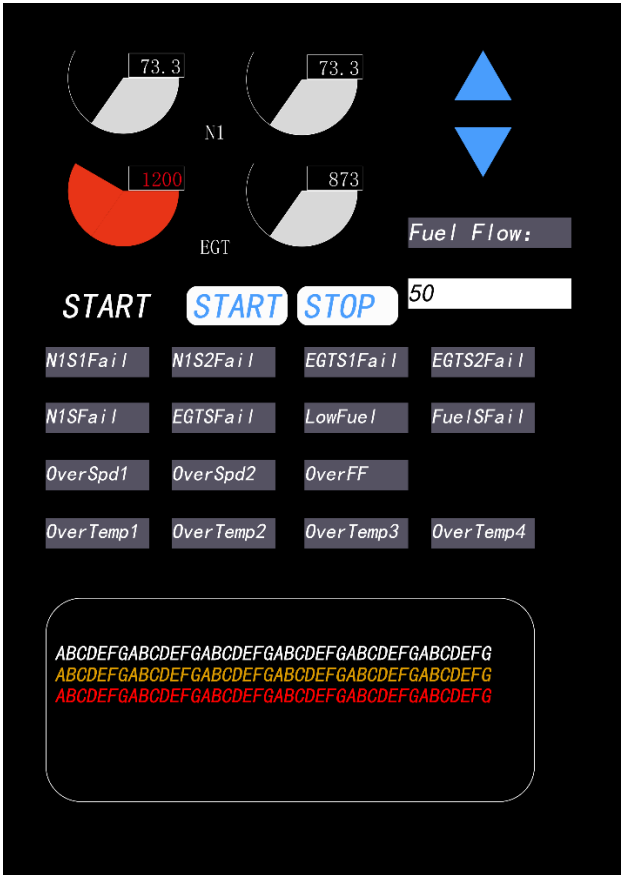 73.3 73.3
N1
1200 873
EGT
Fuel Flow:
50
START START STOP
N1S1Fail N1S2Fail EGTS1Fail EGTS2Fail
N1SFail EGTSFail LowFuel FuelSFail
OverSpd1 OverSpd2 OverFF
OverTemp1 OverTemp2 OverTemp3 OverTemp4
ABCDEFGABCDEFGABCDEFGABCDEFGABCDEFGABCDEFG
ABCDEFGABCDEFGABCDEFGABCDEFGABCDEFGABCDEFG
ABCDEFGABCDEFGABCDEFGABCDEFGABCDEFGABCDEFG